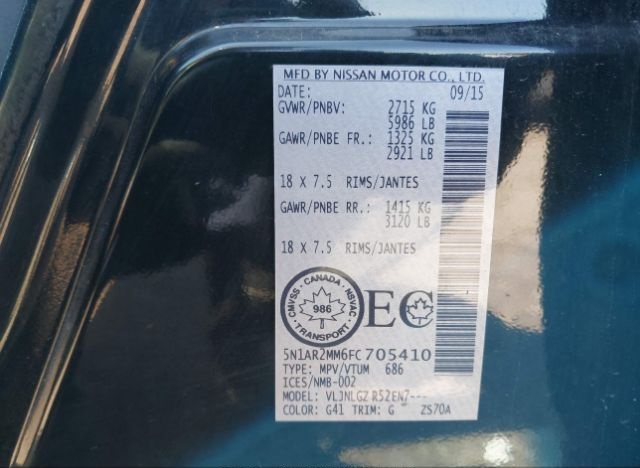 MFD BY NISSAN MOTOR CO., LTD.
DATE: 09/15
GVWR/PNBV: 2715 KG
5986 LB
GAWR/PNBE FR.: 1325 KG
2921 LB
18 X 7.5 RIMS/JANTES
GAWR/PNBE RR.: 1415 KG
3120 LB
18 X 7.5 RIMS/JANTES
CMVSS · CANADA · NSVAC · TRANSPORT
986
EC
5N1AR2MM6FC705410
TYPE: MPV/VTUM 686
ICES/NMB-002
MODEL: VLJNLGZ R52EN7---
COLOR: G41 TRIM: G ZS70A